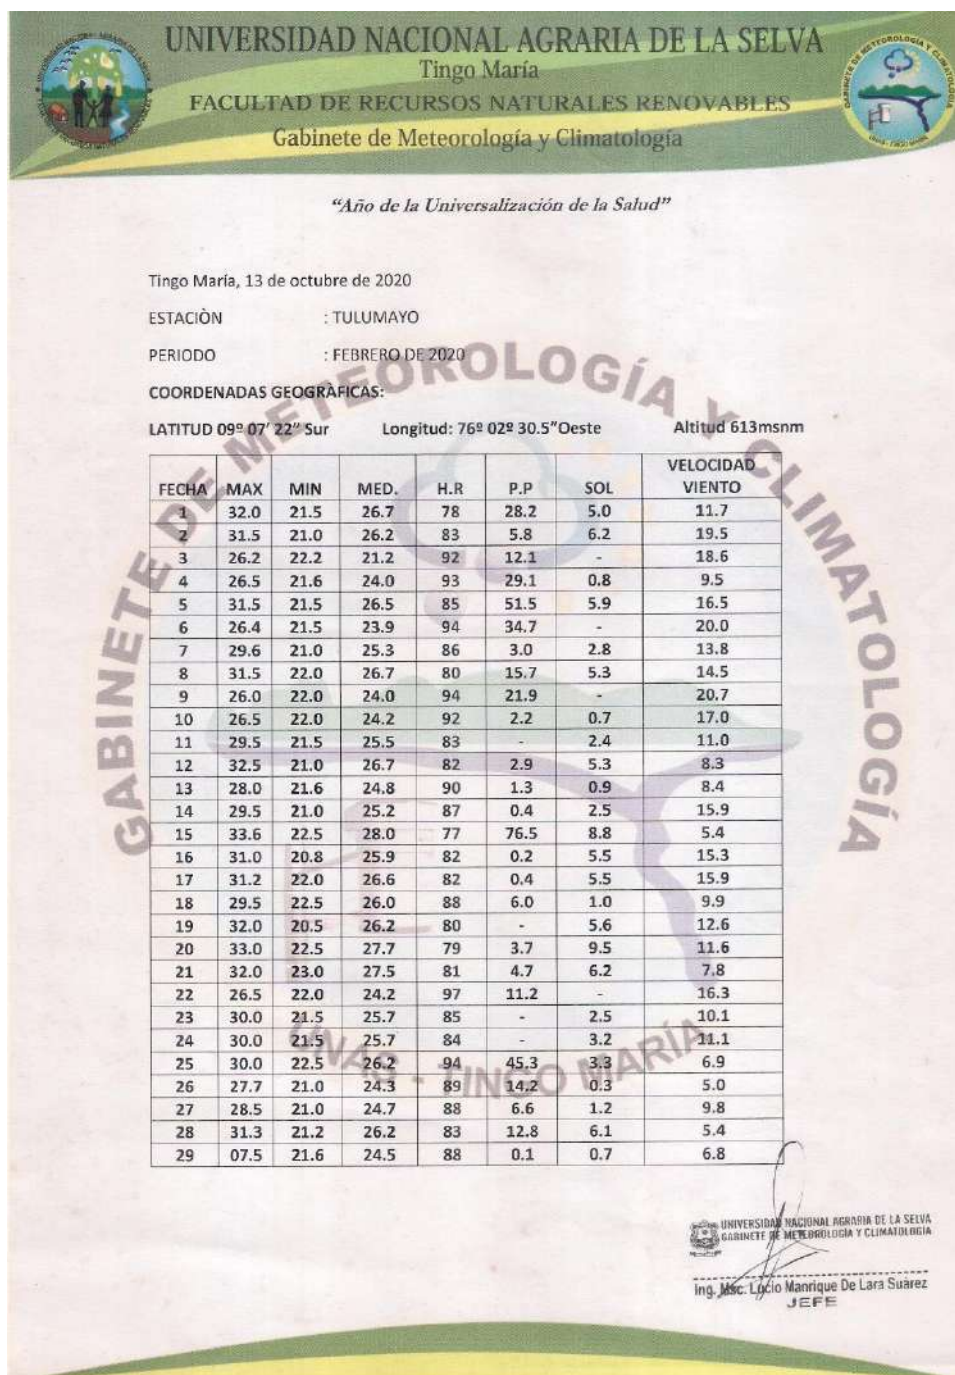 UNIVERSIDAD NACIONAL AGRARIA DE LA SELVA
Tingo María
FACULTAD DE RECURSOS NATURALES RENOVABLES
Gabinete de Meteorología y Climatología
“Año de la Universalización de la Salud”
Tingo María, 13 de octubre de 2020
ESTACIÒN : TULUMAYO
PERIODO : FEBRERO DE 2020
COORDENADAS GEOGRÀFICAS:
LATITUD 09º 07’ 22” Sur Longitud: 76º 02º 30.5”Oeste Altitud 613msnm
FECHA MAX MIN MED. H.R P.P SOL VELOCIDAD VIENTO
1 32.0 21.5 26.7 78 28.2 5.0 11.7
2 31.5 21.0 26.2 83 5.8 6.2 19.5
3 26.2 22.2 21.2 92 12.1 - 18.6
4 26.5 21.6 24.0 93 29.1 0.8 9.5
5 31.5 21.5 26.5 85 51.5 5.9 16.5
6 26.4 21.5 23.9 94 34.7 - 20.0
7 29.6 21.0 25.3 86 3.0 2.8 13.8
8 31.5 22.0 26.7 80 15.7 5.3 14.5
9 26.0 22.0 24.0 94 21.9 - 20.7
10 26.5 22.0 24.2 92 2.2 0.7 17.0
11 29.5 21.5 25.5 83 - 2.4 11.0
12 32.5 21.0 26.7 82 2.9 5.3 8.3
13 28.0 21.6 24.8 90 1.3 0.9 8.4
14 29.5 21.0 25.2 87 0.4 2.5 15.9
15 33.6 22.5 28.0 77 76.5 8.8 5.4
16 31.0 20.8 25.9 82 0.2 5.5 15.3
17 31.2 22.0 26.6 82 0.4 5.5 15.9
18 29.5 22.5 26.0 88 6.0 1.0 9.9
19 32.0 20.5 26.2 80 - 5.6 12.6
20 33.0 22.5 27.7 79 3.7 9.5 11.6
21 32.0 23.0 27.5 81 4.7 6.2 7.8
22 26.5 22.0 24.2 97 11.2 - 16.3
23 30.0 21.5 25.7 85 - 2.5 10.1
24 30.0 21.5 25.7 84 - 3.2 11.1
25 30.0 22.5 26.2 94 45.3 3.3 6.9
26 27.7 21.0 24.3 89 14.2 0.3 5.0
27 28.5 21.0 24.7 88 6.6 1.2 9.8
28 31.3 21.2 26.2 83 12.8 6.1 5.4
29 07.5 21.6 24.5 88 0.1 0.7 6.8
GABINETE DE METEOROLOGÍA Y CLIMATOLOGÍA
UNAS - TINGO MARÍA
UNIVERSIDAD NACIONAL AGRARIA DE LA SELVA
GABINETE DE METEOROLOGÍA Y CLIMATOLOGIA
Ing. Msc. Lucio Manrique De Lara Suárez
JEFE